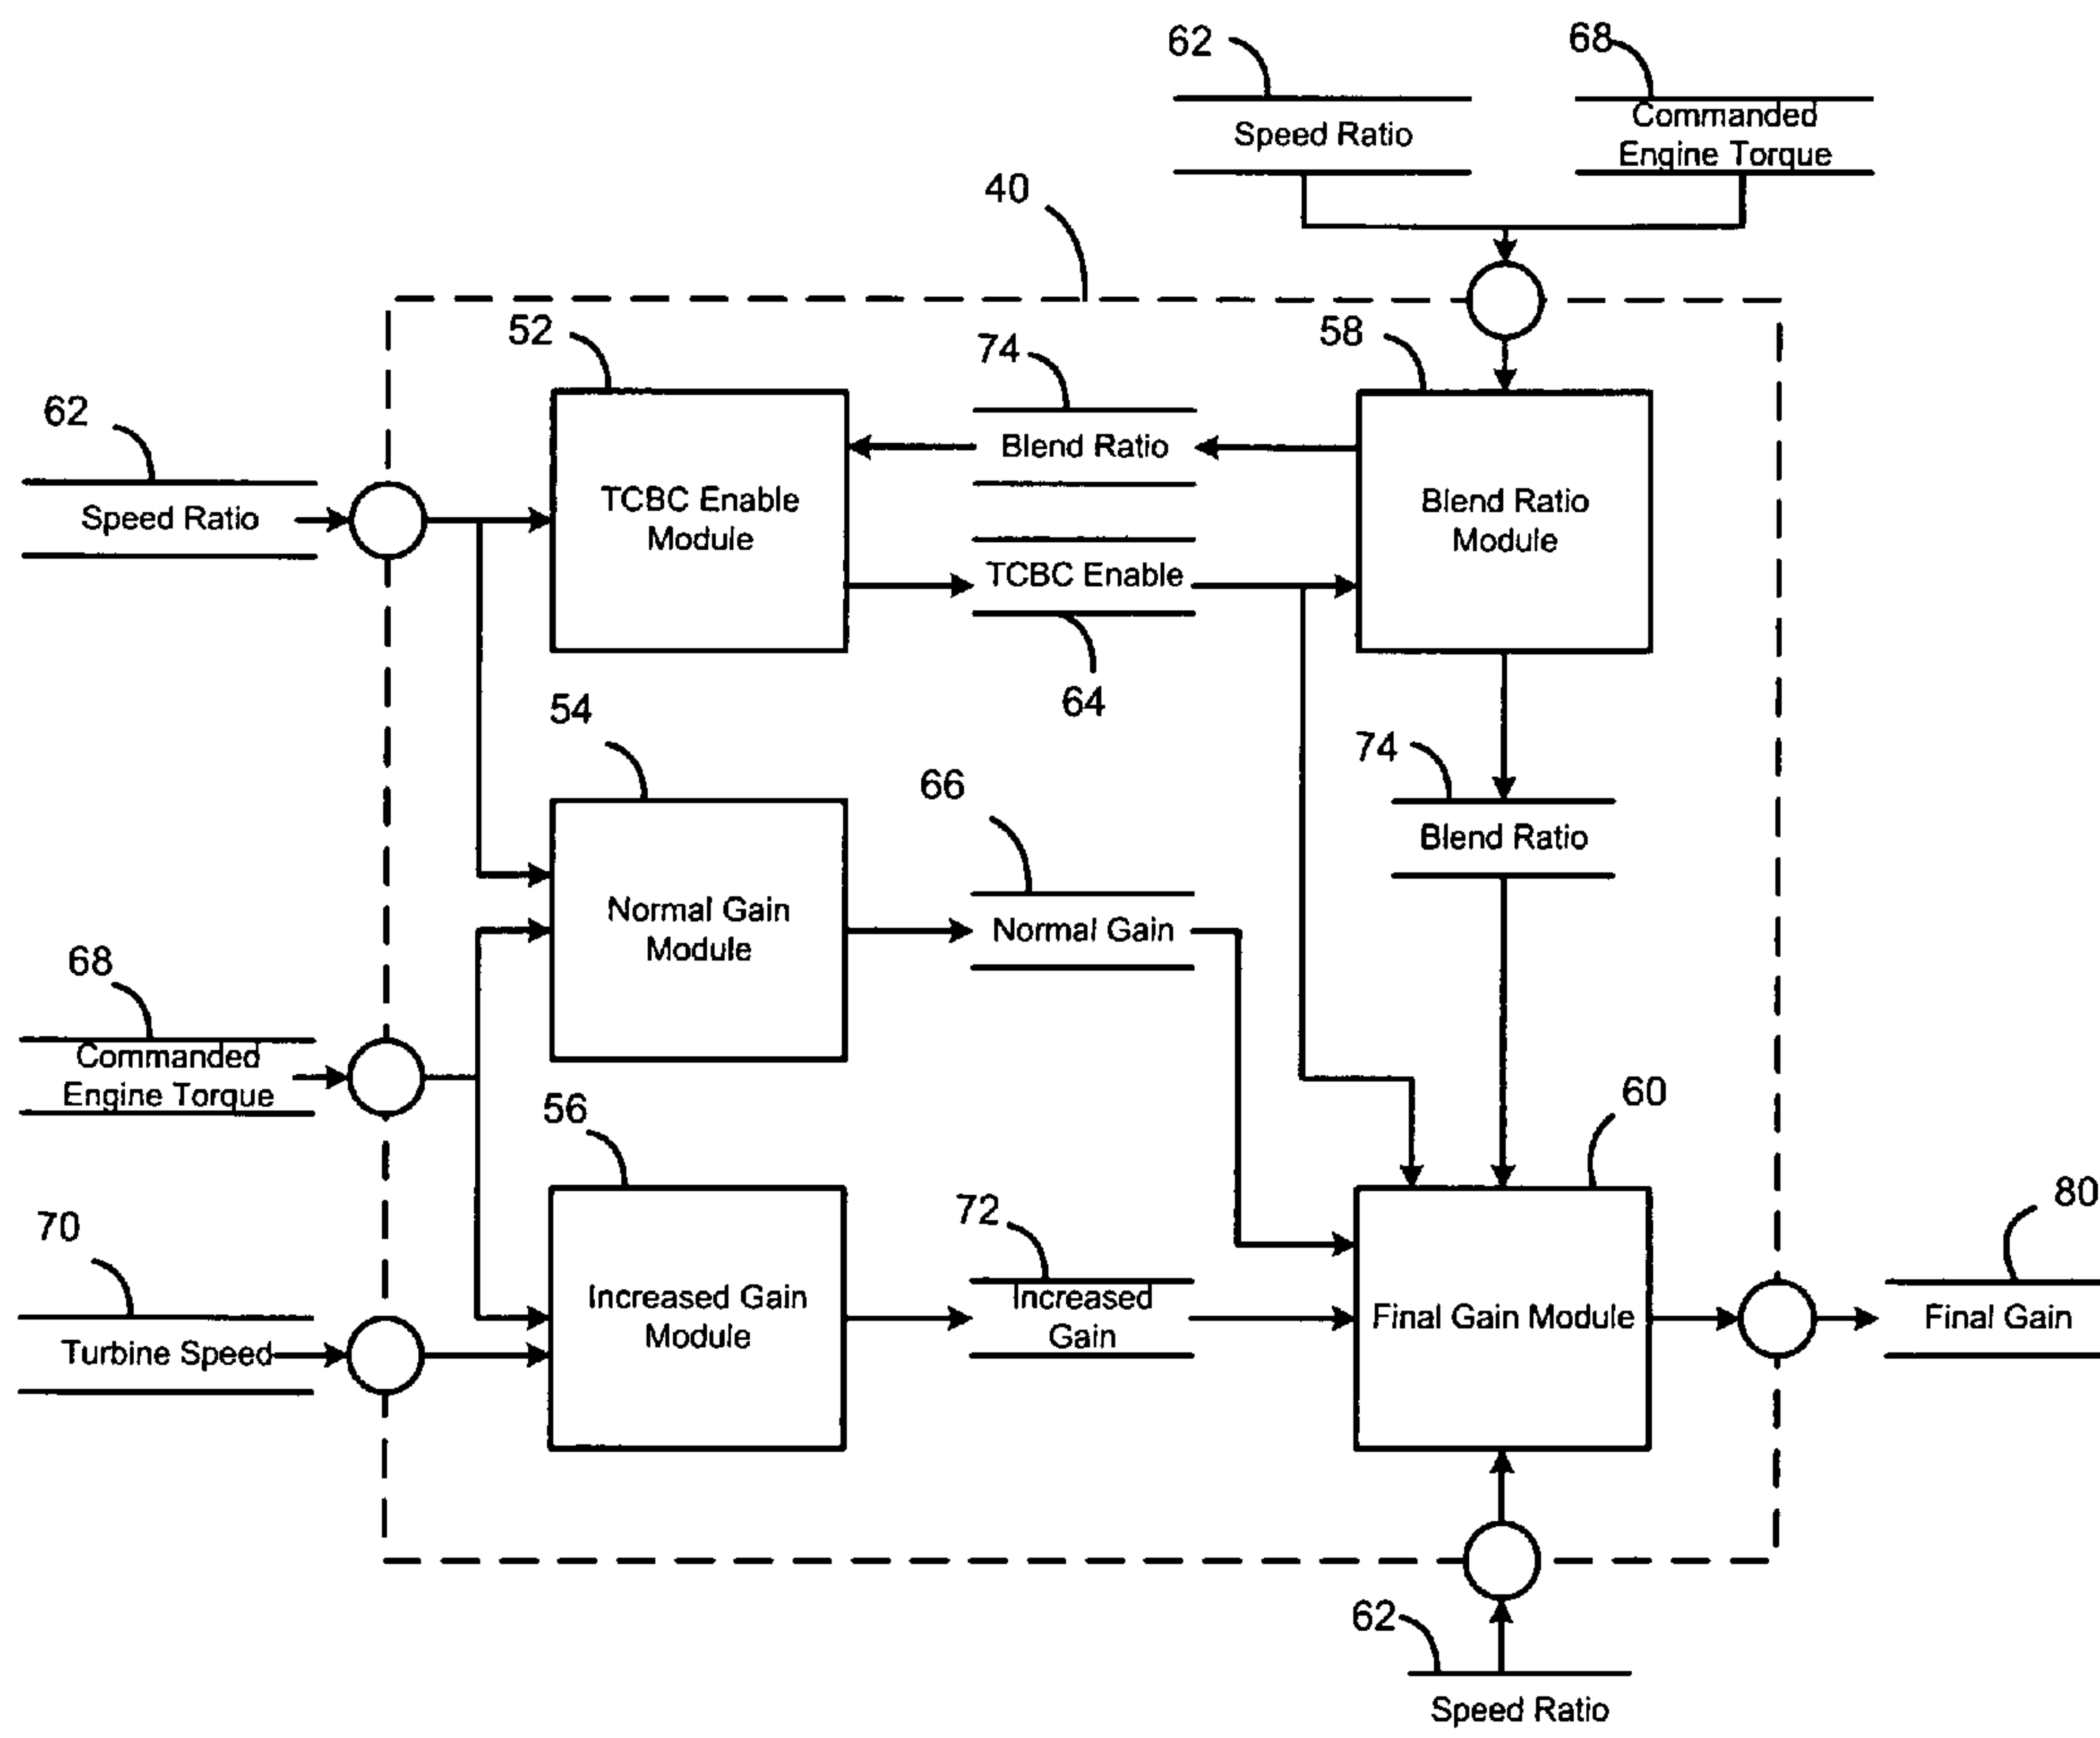 62
68
Speed Ratio
Commanded
Engine Torque
40
52
74
58
62
Speed Ratio
TCBC Enable
Module
Blend Ratio
Blend Ratio
Module
TCBC Enable
64
54
66
74
Blend Ratio
Normal Gain
Module
Normal Gain
68
Commanded
Engine Torque
56
60
70
Turbine Speed
Increased Gain
Module
72
Increased
Gain
Final Gain Module
80
Final Gain
62
Speed Ratio